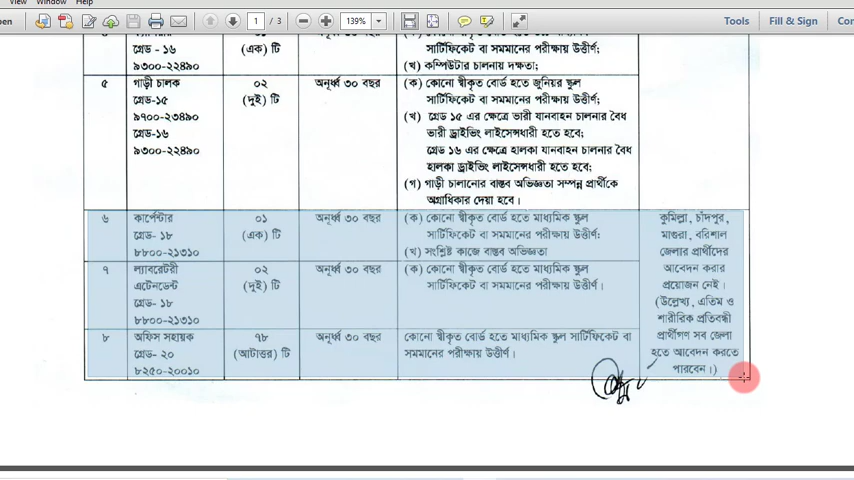 View Window Help
pen 1 / 3 139% Tools Fill & Sign Co
গ্রেড - ১৬ (এক) টি সার্টিফিকেট বা সমমানের পরীক্ষায় উত্তীর্ণ;
৯৩০০-২২৪৯০ (খ) কম্পিউটার চালনায় দক্ষতা;
৫ গাড়ী চালক ০২ অনূর্ধ্ব ৩০ বছর (ক) কোনো স্বীকৃত বোর্ড হতে জুনিয়র স্কুল
গ্রেড-১৫ (দুই) টি সার্টিফিকেট বা সমমানের পরীক্ষায় উত্তীর্ণ;
৯৭০০-২৩৪৯০ (খ) গ্রেড ১৫ এর ক্ষেত্রে ভারী যানবাহন চালনার বৈধ
গ্রেড-১৬ ভারী ড্রাইভিং লাইসেন্সধারী হতে হবে;
৯৩০০-২২৪৯০ গ্রেড ১৬ এর ক্ষেত্রে হালকা যানবাহন চালনার বৈধ
হালকা ড্রাইভিং লাইসেন্সধারী হতে হবে;
(গ) গাড়ী চালানোর বাস্তব অভিজ্ঞতা সম্পন্ন প্রার্থীকে
অগ্রাধিকার দেয়া হবে।
৬ কার্পেন্টার ০১ অনূর্ধ্ব ৩০ বছর (ক) কোনো স্বীকৃত বোর্ড হতে মাধ্যমিক স্কুল কুমিল্লা, চাঁদপুর,
গ্রেড- ১৮ (এক) টি সার্টিফিকেট বা সমমানের পরীক্ষায় উত্তীর্ণ: মাগুরা, বরিশাল
৮৮০০-২১৩১০ (খ) সংশ্লিষ্ট কাজে বাস্তব অভিজ্ঞতা জেলার প্রার্থীদের
৭ ল্যাবরেটরী ০২ অনূর্ধ্ব ৩০ বছর (ক) কোনো স্বীকৃত বোর্ড হতে মাধ্যমিক স্কুল আবেদন করার
এটেনডেন্ট (দুই) টি সার্টিফিকেট বা সমমানের পরীক্ষায় উত্তীর্ণ। প্রয়োজন নেই।
গ্রেড- ১৮ (উল্লেখ্য, এতিম ও
৮৮০০-২১৩১০ শারীরিক প্রতিবন্ধী
৮ অফিস সহায়ক ৭৮ অনূর্ধ্ব ৩০ বছর কোনো স্বীকৃত বোর্ড হতে মাধ্যমিক স্কুল সার্টিফিকেট বা প্রার্থীগণ সব জেলা
গ্রেড- ২০ (আটাত্তর) টি সমমানের পরীক্ষায় উত্তীর্ণ। হতে আবেদন করতে
৮২৫০-২০০১০ পারবেন।)